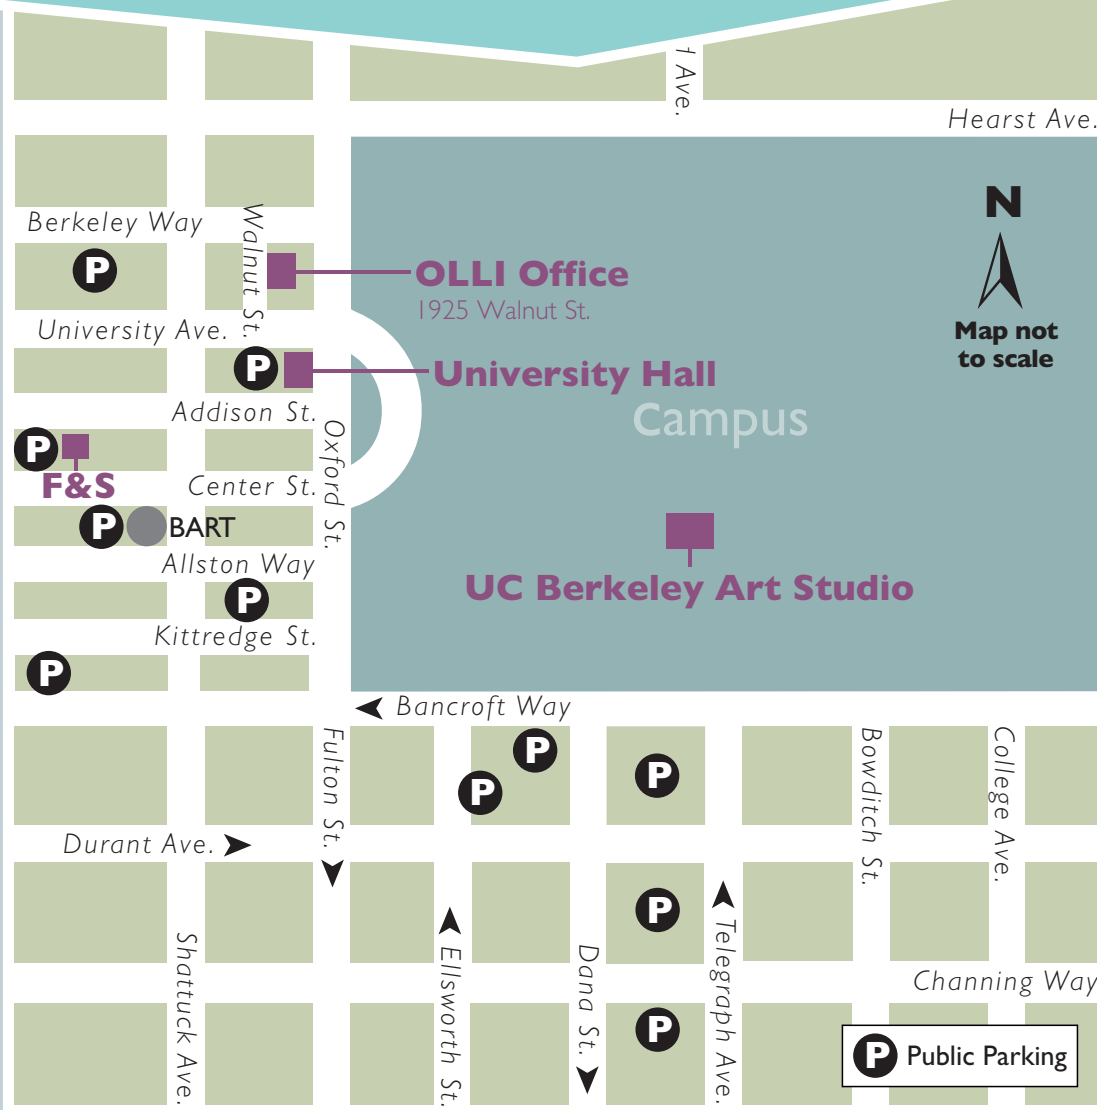 Ave.
Hearst Ave.
N
Map not
to scale
Berkeley Way
Walnut St.
P
OLLI Office
1925 Walnut St.
University Ave.
P
University Hall
Addison St.
Campus
Oxford St.
P
F&S
Center St.
P
BART
Allston Way
UC Berkeley Art Studio
P
Kittredge St.
P
Bancroft Way
Fulton St.
P
P
P
Bowditch St.
College Ave.
Durant Ave.
P
Shattuck Ave.
Ellsworth St.
Dana St.
Telegraph Ave.
Channing Way
P
P Public Parking